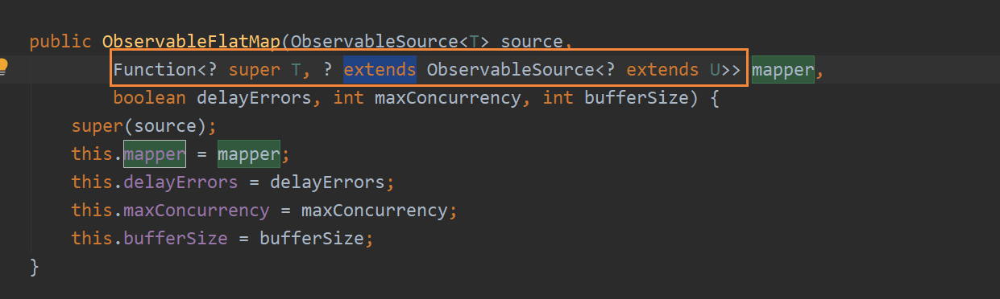 public ObservableFlatMap(ObservableSource<T> source,
Function<? super T, ? extends ObservableSource<? extends U>> mapper,
boolean delayErrors, int maxConcurrency, int bufferSize) {
super(source);
this.mapper = mapper;
this.delayErrors = delayErrors;
this.maxConcurrency = maxConcurrency;
this.bufferSize = bufferSize;
}